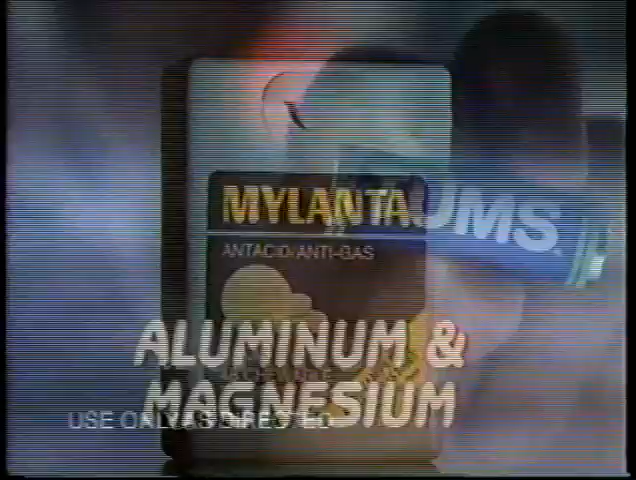 MYLANTA
UMS.
ANTACID/ANTI-GAS
ALUMINUM &
MAGNESIUM
USE ONLY AS DIRECTED